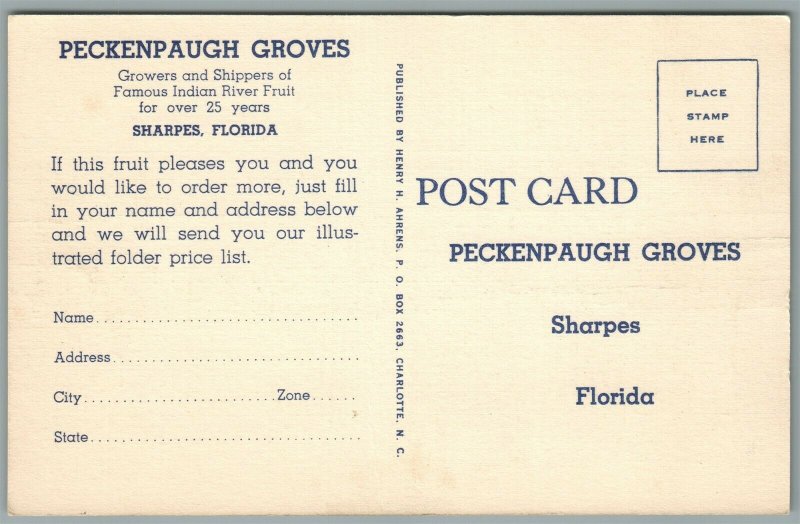 PECKENPAUGH GROVES
Growers and Shippers of
Famous Indian River Fruit
for over 25 years
SHARPES, FLORIDA
If this fruit pleases you and you
would like to order more, just fill
in your name and address below
and we will send you our illus-
trated folder price list.
Name..................................
Address................................
City.........................Zone......
State...................................
PUBLISHED BY HENRY H. AHRENS, P. O. BOX 2663, CHARLOTTE, N. C.
PLACE
STAMP
HERE
POST CARD
PECKENPAUGH GROVES
Sharpes
Florida